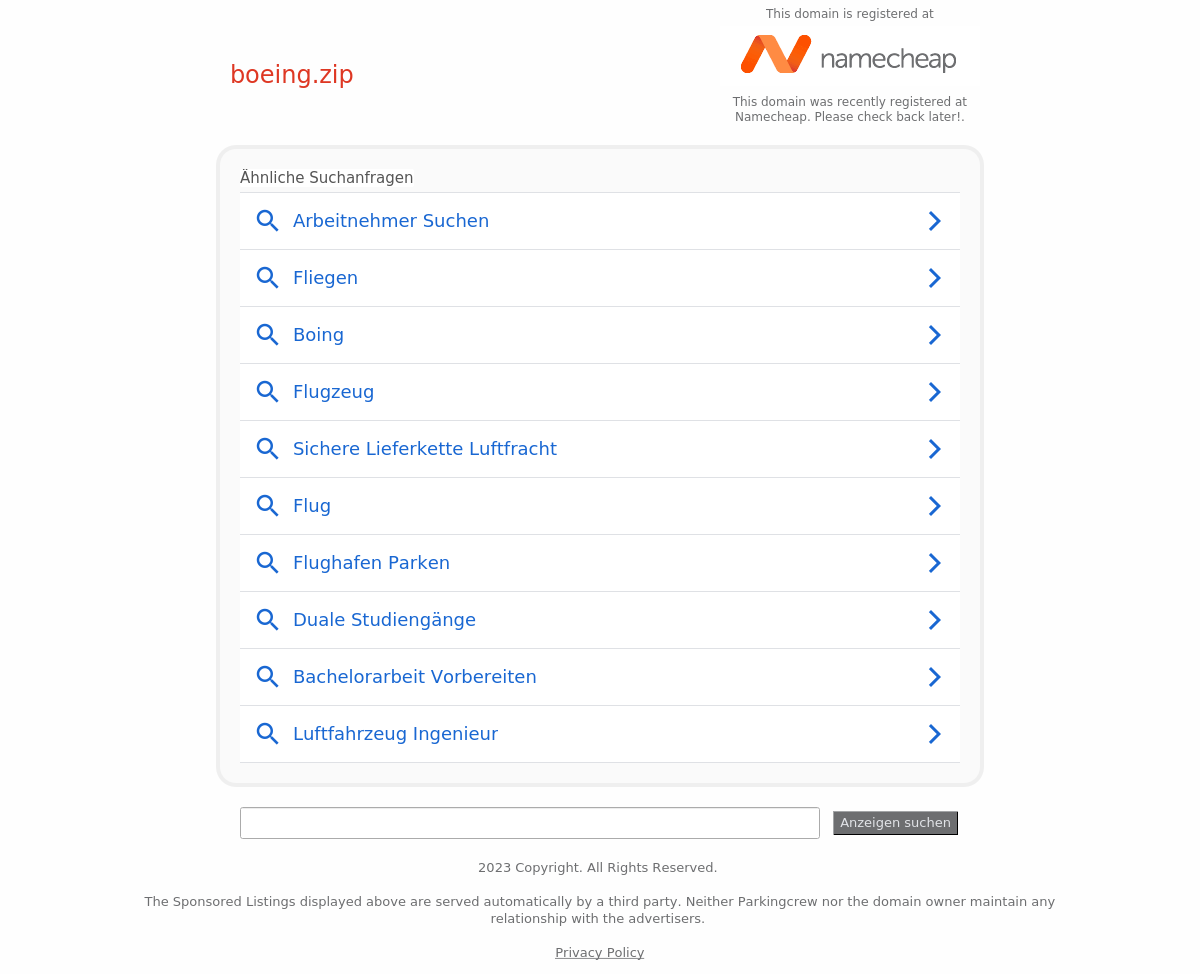 This domain is registered at
namecheap
boeing.zip
This domain was recently registered at
Namecheap. Please check back later!.
Ähnliche Suchanfragen
Arbeitnehmer Suchen
Fliegen
Boing
Flugzeug
Sichere Lieferkette Luftfracht
Flug
Flughafen Parken
Duale Studiengänge
Bachelorarbeit Vorbereiten
Luftfahrzeug Ingenieur
Anzeigen suchen
2023 Copyright. All Rights Reserved.
The Sponsored Listings displayed above are served automatically by a third party. Neither Parkingcrew nor the domain owner maintain any
relationship with the advertisers.
Privacy Policy